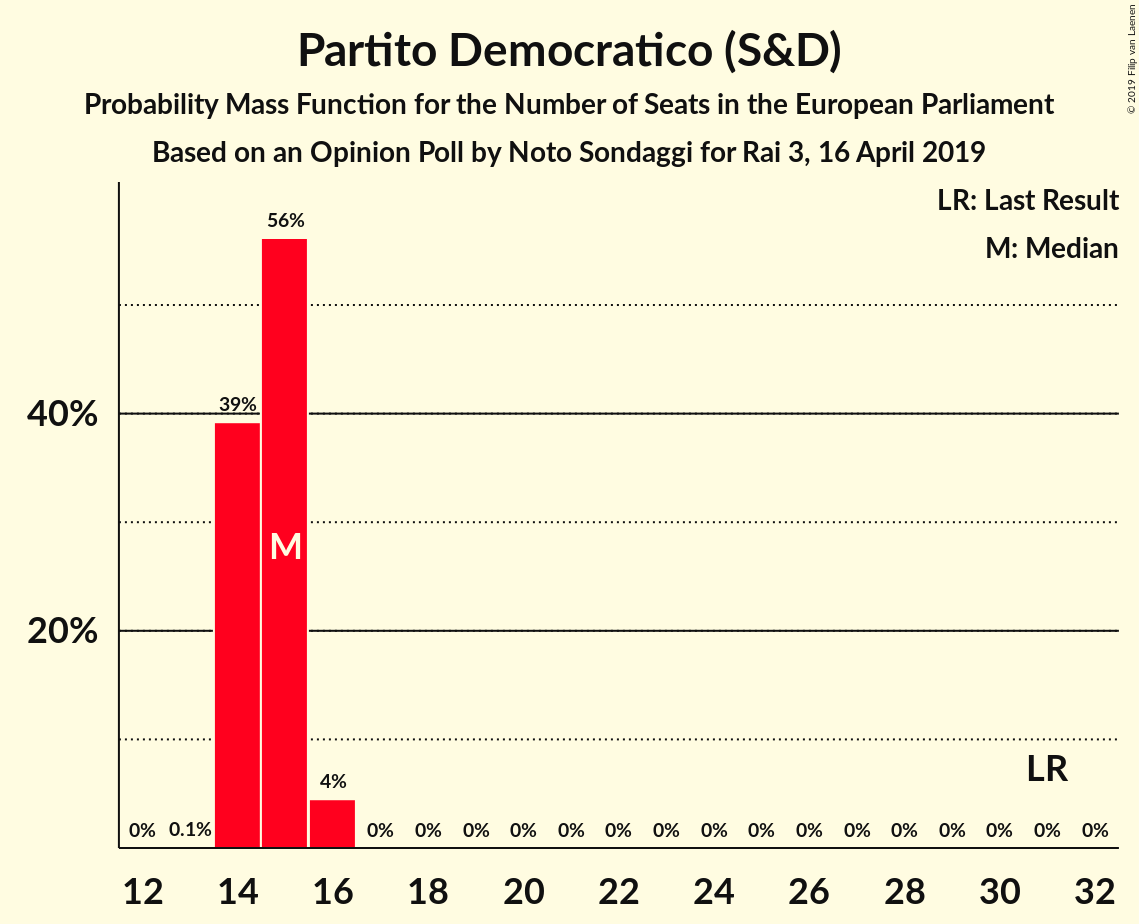 Partito Democratico (S&D)
Probability Mass Function for the Number of Seats in the European Parliament
Based on an Opinion Poll by Noto Sondaggi for Rai 3, 16 April 2019
© 2019 Filip van Laenen
LR: Last Result
M: Median
56%
39%
40%
M
20%
LR
4%
0% 0.1% 0% 0% 0% 0% 0% 0% 0% 0% 0% 0% 0% 0% 0% 0% 0% 0%
12 14 16 18 20 22 24 26 28 30 32